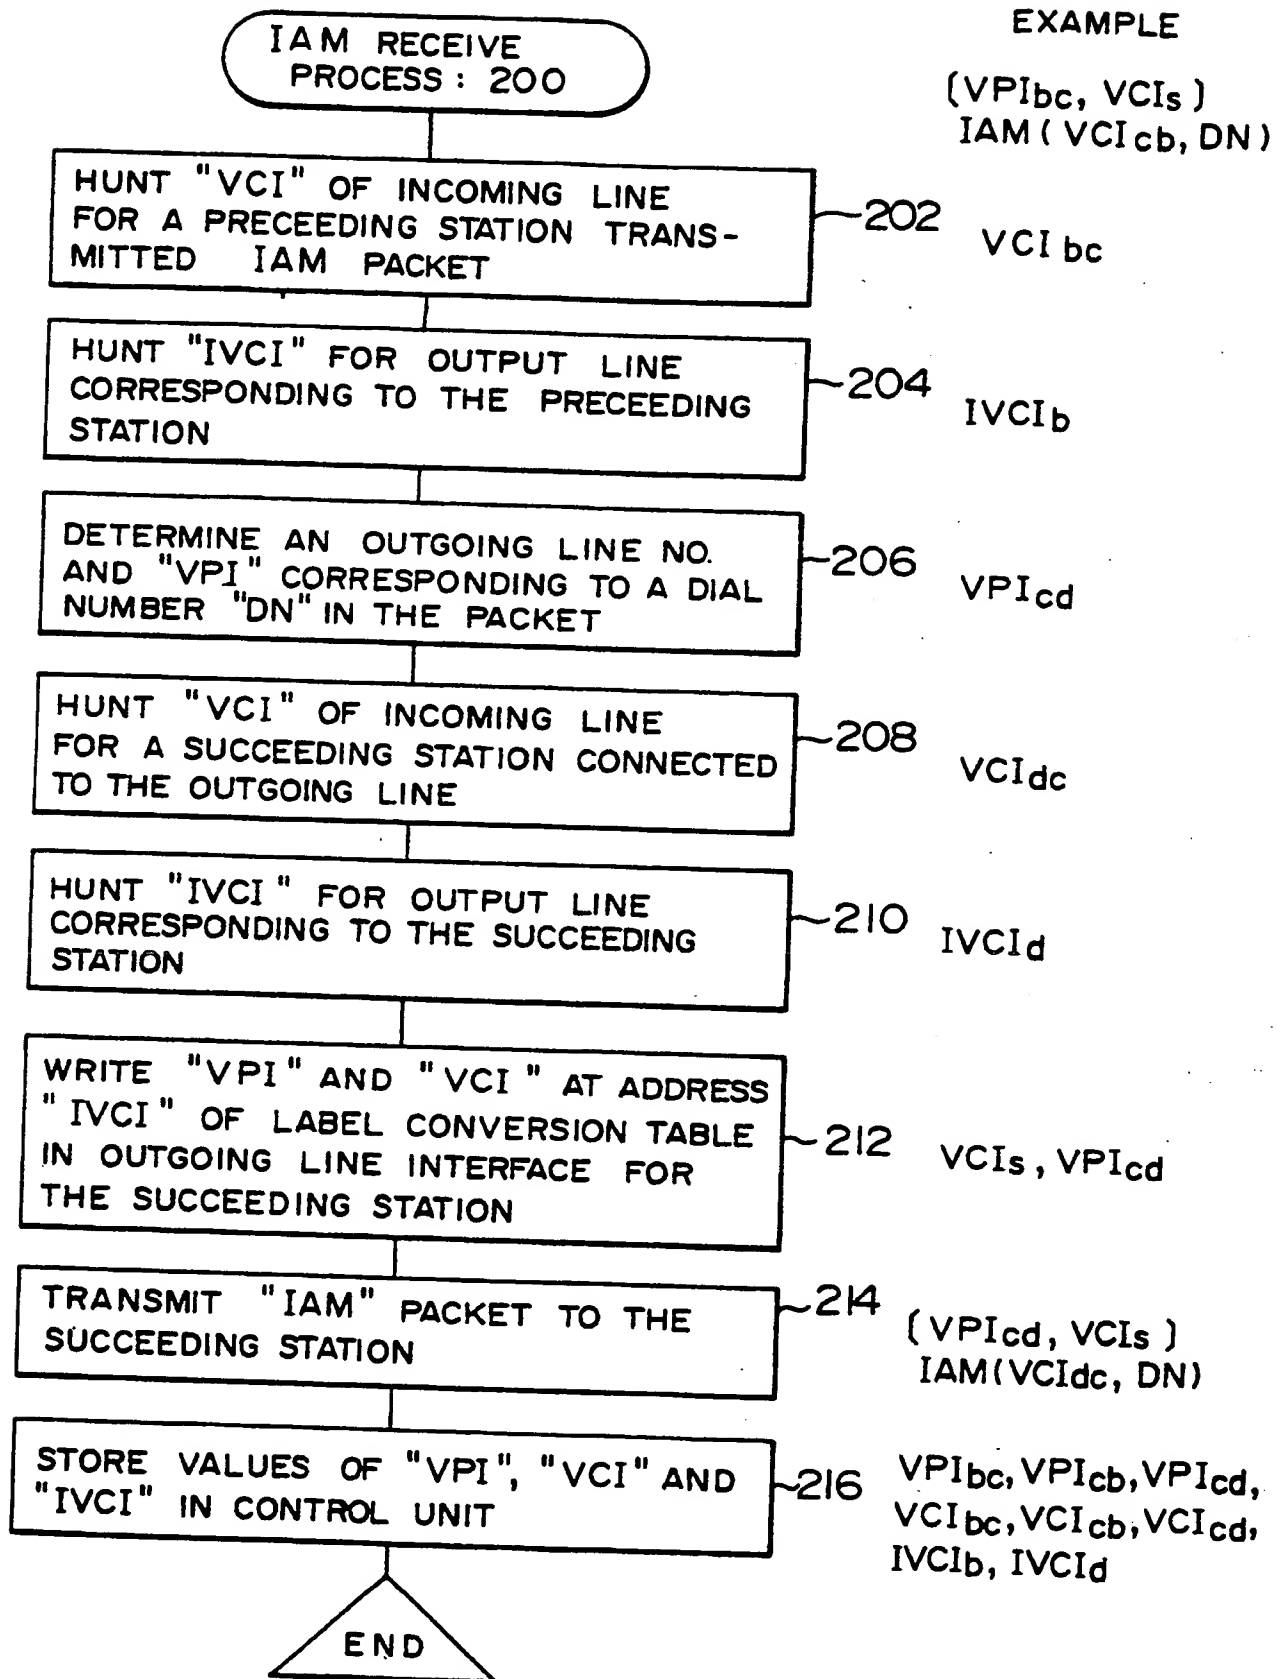 IAM RECEIVE
PROCESS : 200
EXAMPLE
(VPIbc, VCIs)
IAM (VCIcb, DN)
HUNT "VCI" OF INCOMING LINE
FOR A PRECEEDING STATION TRANS-
MITTED IAM PACKET
202
VCIbc
HUNT "IVCI" FOR OUTPUT LINE
CORRESPONDING TO THE PRECEEDING
STATION
204
IVCIb
DETERMINE AN OUTGOING LINE NO.
AND "VPI" CORRESPONDING TO A DIAL
NUMBER "DN" IN THE PACKET
206
VPIcd
HUNT "VCI" OF INCOMING LINE
FOR A SUCCEEDING STATION CONNECTED
TO THE OUTGOING LINE
208
VCIdc
HUNT "IVCI" FOR OUTPUT LINE
CORRESPONDING TO THE SUCCEEDING
STATION
210
IVCId
WRITE "VPI" AND "VCI" AT ADDRESS
"IVCI" OF LABEL CONVERSION TABLE
IN OUTGOING LINE INTERFACE FOR
THE SUCCEEDING STATION
212
VCIs, VPIcd
TRANSMIT "IAM" PACKET TO THE
SUCCEEDING STATION
214
(VPIcd, VCIs)
IAM(VCIdc, DN)
STORE VALUES OF "VPI", "VCI" AND
"IVCI" IN CONTROL UNIT
216
VPIbc, VPIcb, VPIcd,
VCIbc, VCIcb, VCIcd,
IVCIb, IVCId
END